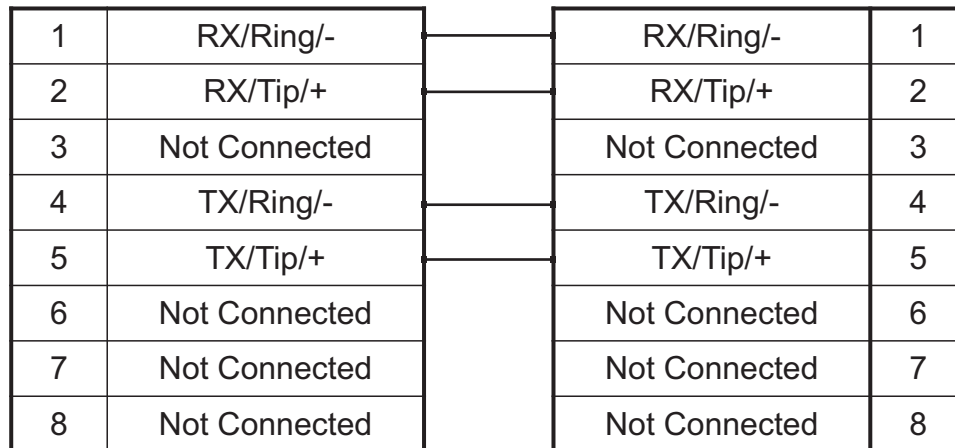 1 RX/Ring/- RX/Ring/- 1
2 RX/Tip/+ RX/Tip/+ 2
3 Not Connected Not Connected 3
4 TX/Ring/- TX/Ring/- 4
5 TX/Tip/+ TX/Tip/+ 5
6 Not Connected Not Connected 6
7 Not Connected Not Connected 7
8 Not Connected Not Connected 8